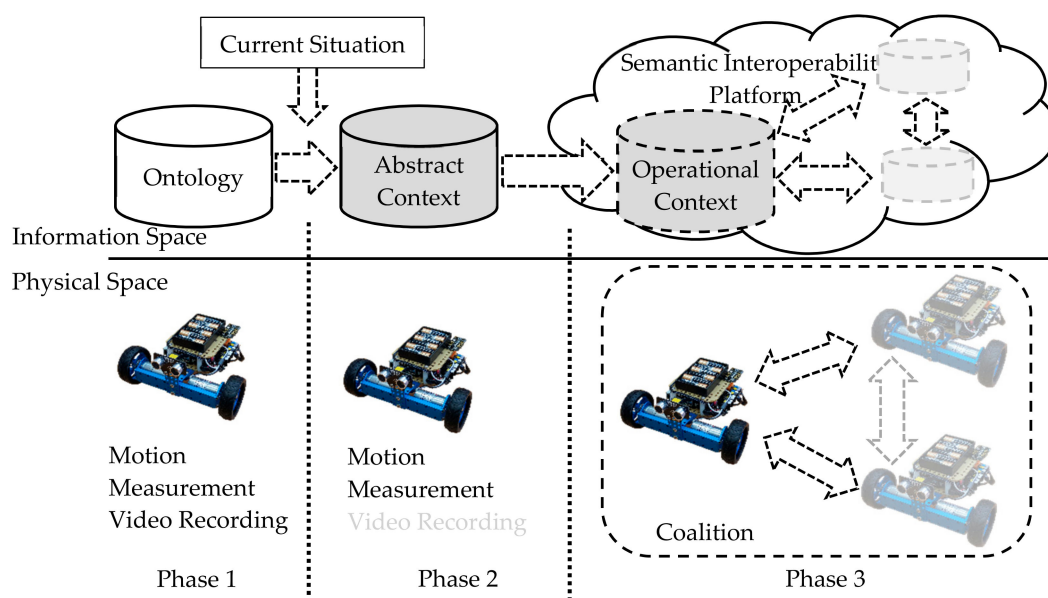 Current Situation
Semantic Interoperabilit
Platform
Ontology
Abstract
Context
Operational
Context
Information Space
Physical Space
Motion
Measurement
Video Recording
Motion
Measurement
Video Recording
Coalition
Phase 1
Phase 2
Phase 3